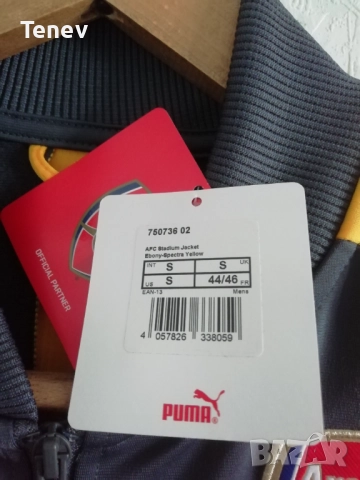 Tenev
OFFICIAL PARTNER
750736 02
AFC Stadium Jacket
Ebony-Spectra Yellow
INT S S UK
US S 44/46 FR
EAN-13 Mens
4 057826 338059
PUMA
BAZAR